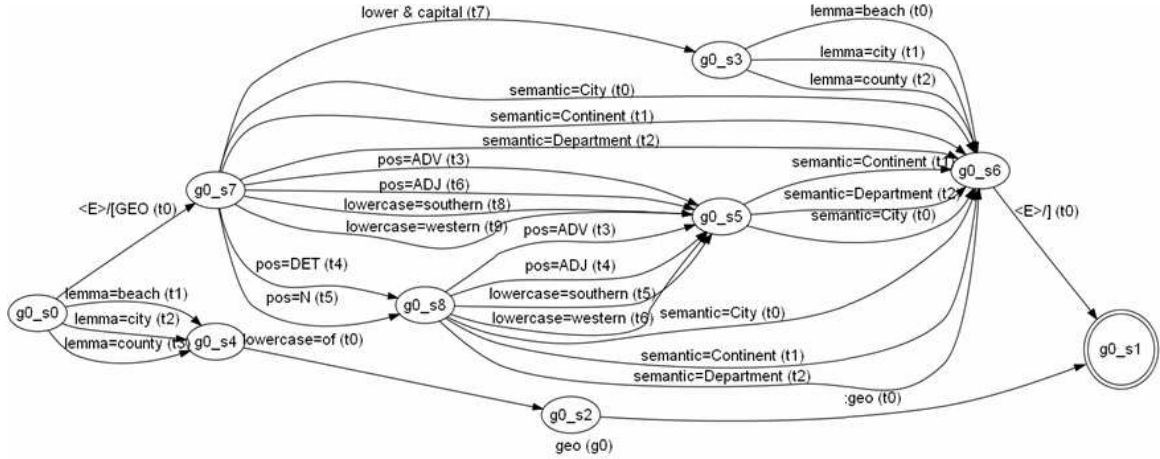 lower & capital (t7)
lemma=beach (t0)
g0_s3
lemma=city (t1)
lemma=county (t2)
semantic=City (t0)
semantic=Continent (t1)
semantic=Department (t2)
pos=ADV (t3)
semantic=Continent (t1
g0_s6
pos=ADJ (t6)
g0_s7
semantic=Department (t2
<E>/[GEO (t0)
lowercase=southern (t8)
g0_s5
semantic=City (t0)
<E>/] (t0)
lowercase=western (t9)
pos=ADV (t3)
pos=DET (t4)
pos=ADJ (t4)
pos=N (t5)
lemma=beach (t1)
lowercase=southern (t5)
g0_s8
g0_s0
lemma=city (t2)
lowercase=western (t6)
semantic=City (t0)
lowercase=of (t0)
lemma=county (t3)
g0_s4
g0_s1
semantic=Continent (t1)
semantic=Department (t2)
:geo (t0)
g0_s2
geo (g0)